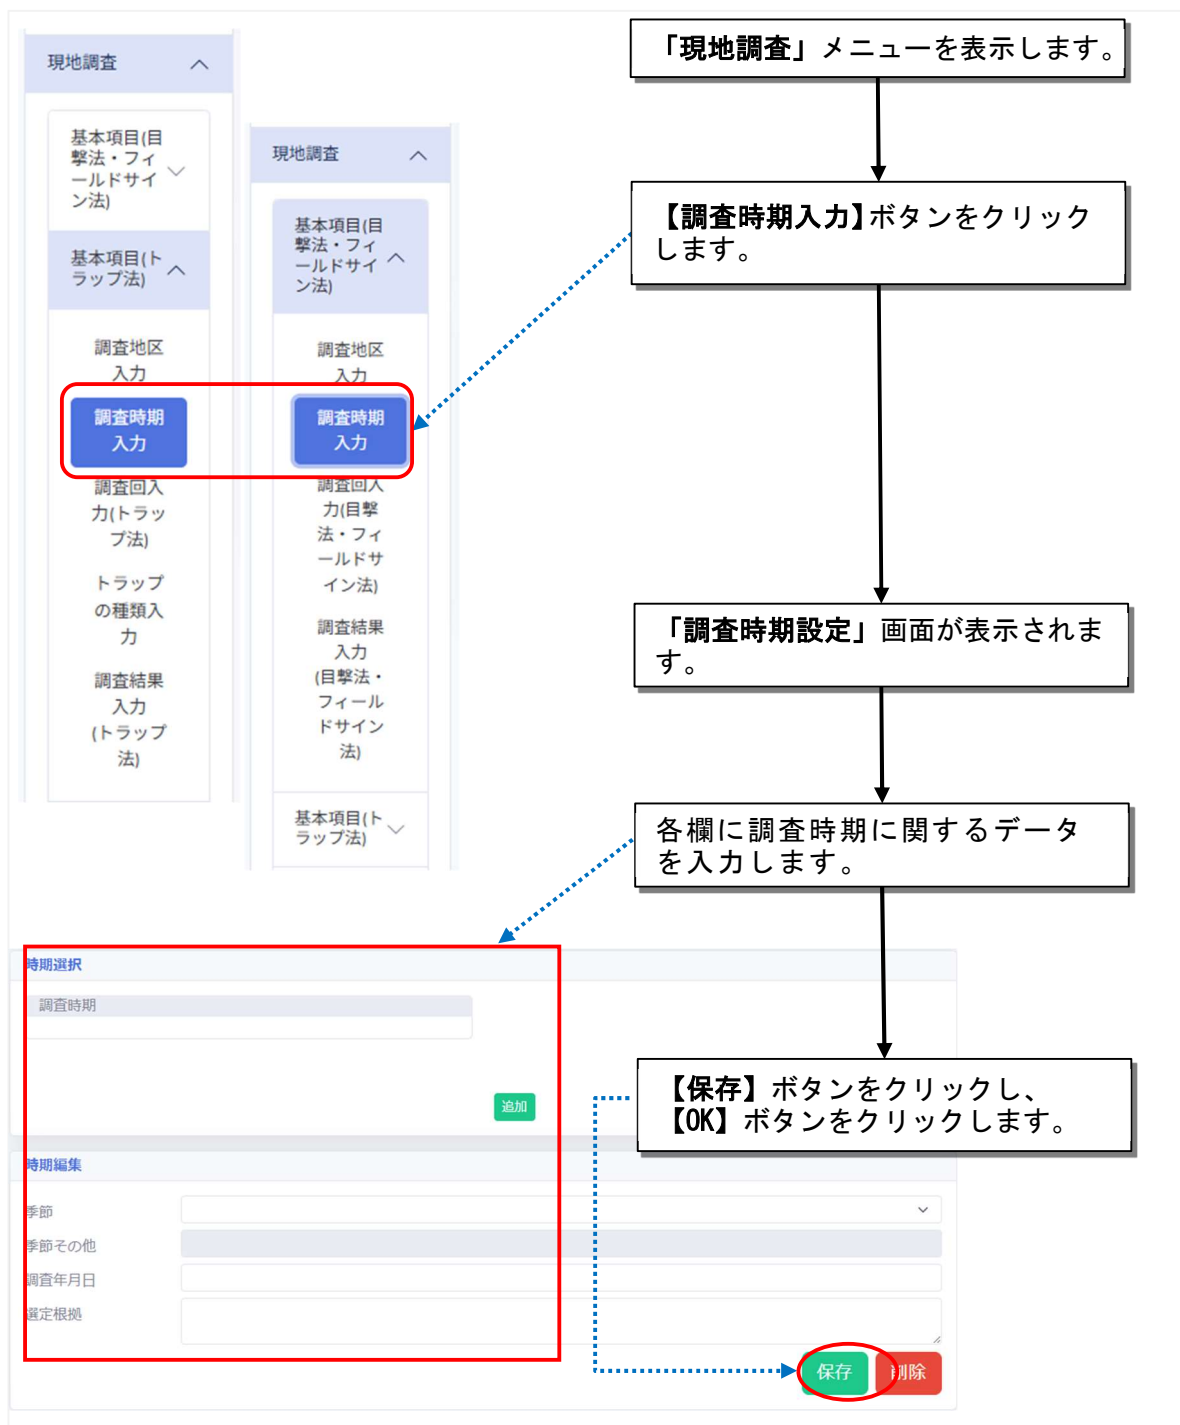 現地調査
基本項目(目
撃法・フィ
ールドサイ
ン法)
基本項目(ト
ラップ法)
調査地区
入力
調査時期
入力
調査回入
力(トラッ
プ法)
トラップ
の種類入
力
調査結果
入力
(トラップ
法)
現地調査
基本項目(目
撃法・フィ
ールドサイ
ン法)
調査地区
入力
調査時期
入力
調査回入
力(目撃
法・フィ
ールドサ
イン法)
調査結果
入力
(目撃法・
フィール
ドサイン
法)
基本項目(ト
ラップ法)
「現地調査」メニューを表示します。
【調査時期入力】ボタンをクリック
します。
「調査時期設定」画面が表示されま
す。
各欄に調査時期に関するデータ
を入力します。
【保存】ボタンをクリックし、
【OK】ボタンをクリックします。
時期選択
調査時期
追加
時期編集
季節
季節その他
調査年月日
選定根拠
保存
削除